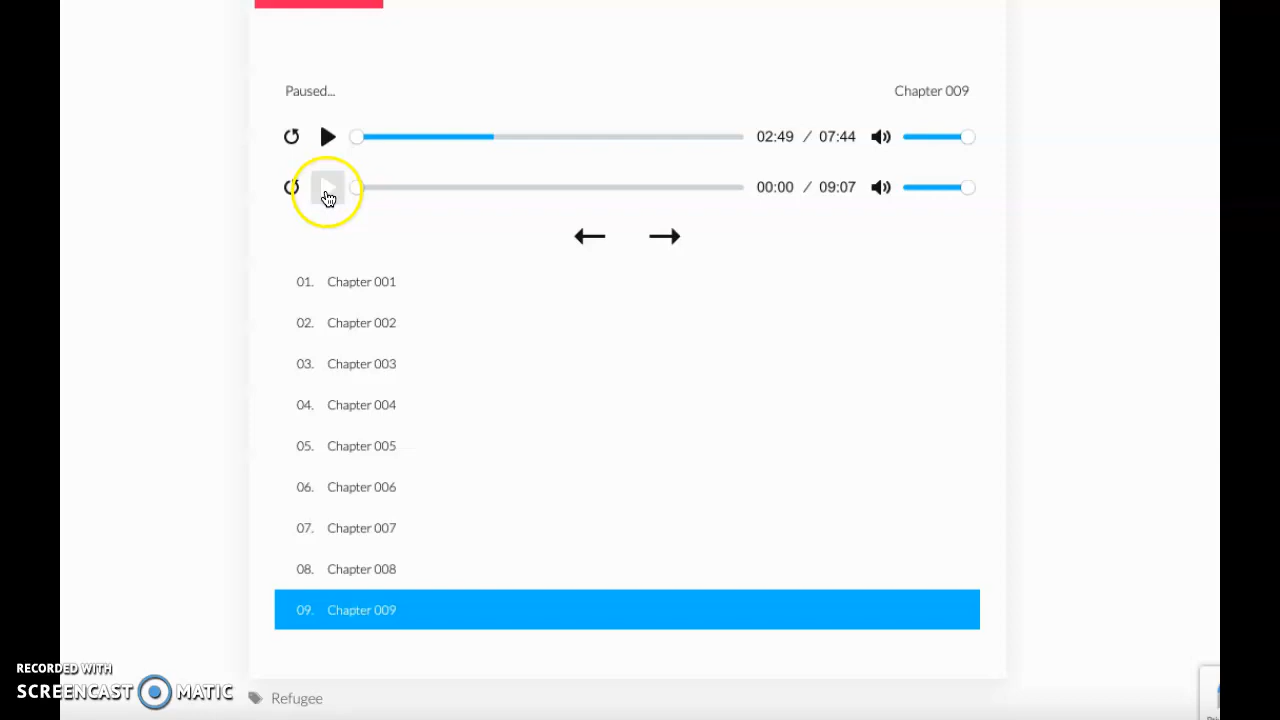 Paused... Chapter 009
02:49 / 07:44
00:00 / 09:07
01. Chapter 001
02. Chapter 002
03. Chapter 003
04. Chapter 004
05. Chapter 005
06. Chapter 006
07. Chapter 007
08. Chapter 008
09. Chapter 009
RECORDED WITH
SCREENCAST MATIC
Refugee